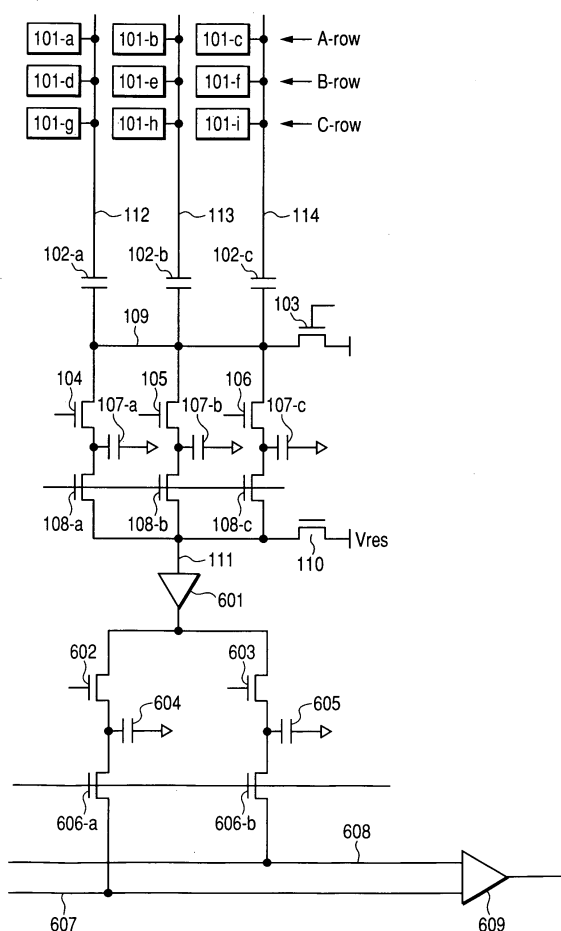 101-a 101-b 101-c A-row
101-d 101-e 101-f B-row
101-g 101-h 101-i C-row
112 113 114
102-a 102-b 102-c
103
109
104 105 106
107-a 107-b 107-c
108-a 108-b 108-c
110 Vres
111
601
602 603
604 605
606-a 606-b
608
607 609